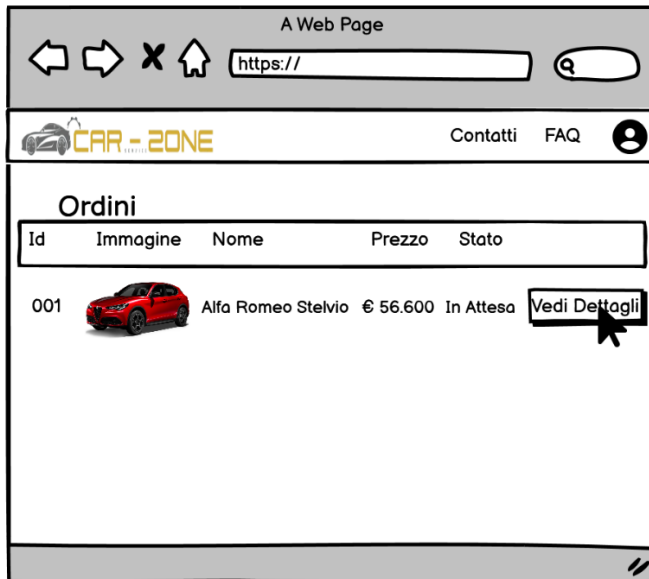 A Web Page
https://
CAR-ZONE
Contatti FAQ
Ordini
Id Immagine Nome Prezzo Stato
001 Alfa Romeo Stelvio € 56.600 In Attesa Vedi Dettagli